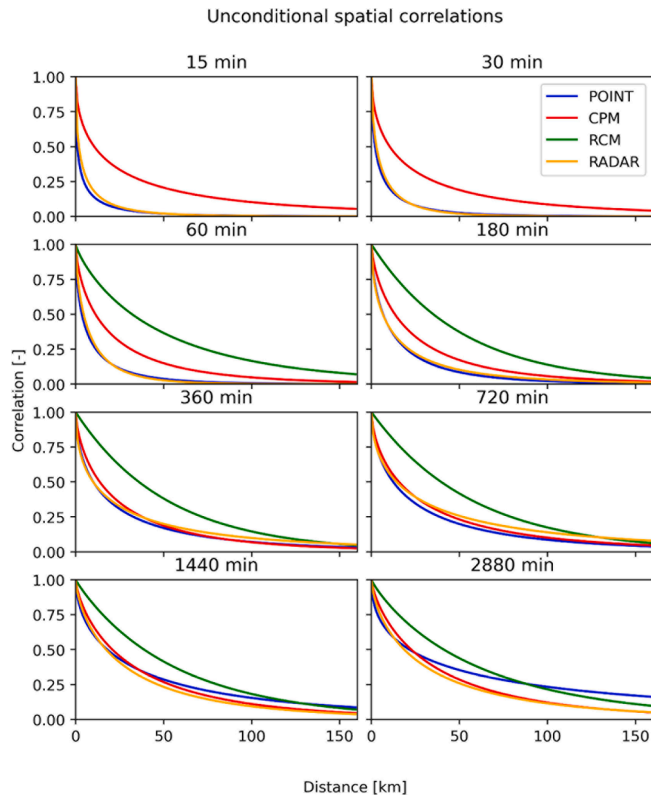 Unconditional spatial correlations
15 min
30 min
1.00
0.75
0.50
0.25
0.00
POINT
CPM
RCM
RADAR
60 min
180 min
1.00
0.75
0.50
0.25
0.00
360 min
720 min
1.00
0.75
0.50
0.25
0.00
1440 min
2880 min
1.00
0.75
0.50
0.25
0.00
0 50 100 150
0 50 100 150
Correlation [-]
Distance [km]